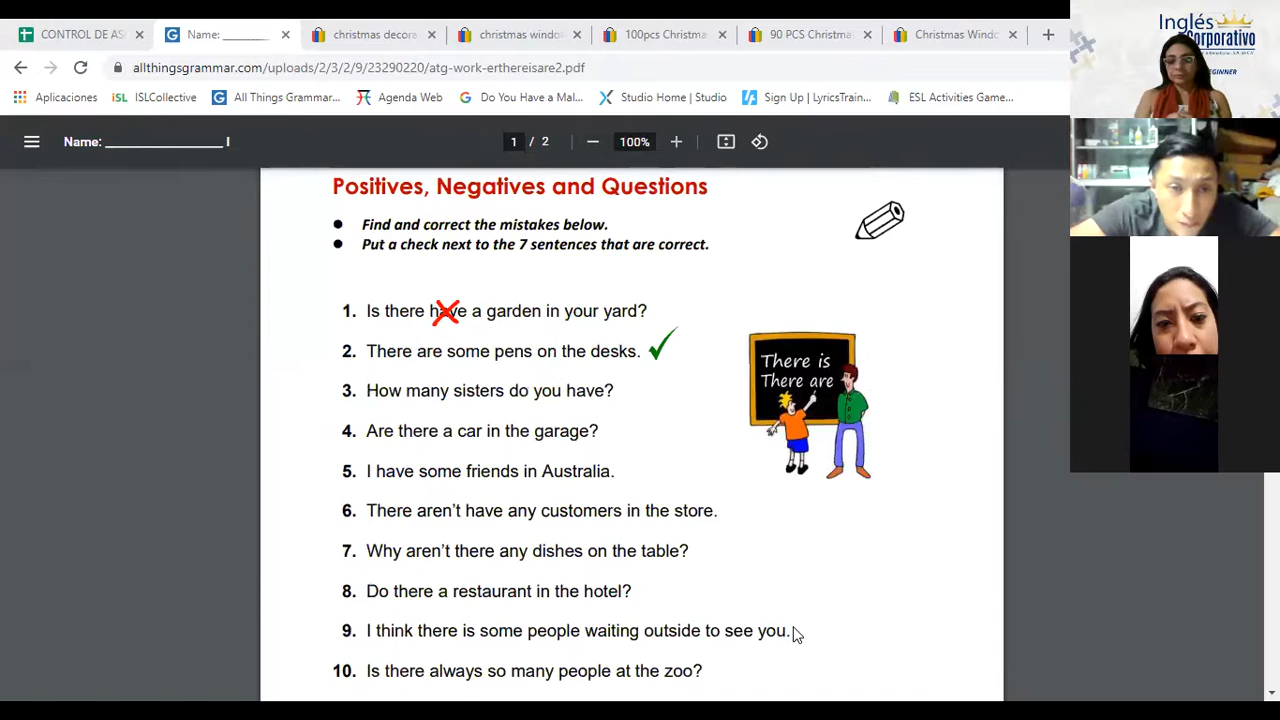 CONTROL DE AS
Name: ________
christmas decora
christmas window
100pcs Christma
90 PCS Christma
Christmas Windo
allthingsgrammar.com/uploads/2/3/2/9/23290220/atg-work-ertherеisare2.pdf
Aplicaciones
iSL ISLCollective
All Things Grammar...
Agenda Web
Do You Have a Mal...
Studio Home | Studio
Sign Up | LyricsTrain...
ESL Activities Game...
Inglés
Corporativo
GINNER
Name: ________________ I
1 / 2
100%
Positives, Negatives and Questions
● Find and correct the mistakes below.
● Put a check next to the 7 sentences that are correct.
1. Is there have a garden in your yard?
2. There are some pens on the desks.
3. How many sisters do you have?
4. Are there a car in the garage?
5. I have some friends in Australia.
6. There aren't have any customers in the store.
7. Why aren't there any dishes on the table?
8. Do there a restaurant in the hotel?
9. I think there is some people waiting outside to see you.
10. Is there always so many people at the zoo?
There is
There are